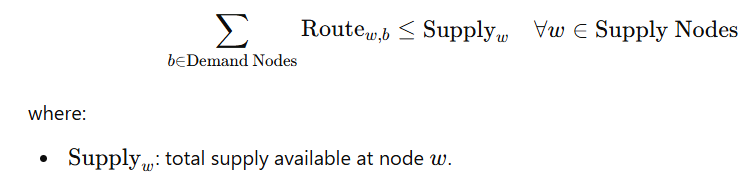 ∑ Route_{w,b} ≤ Supply_w ∀w ∈ Supply Nodes
b∈Demand Nodes
where:
• Supply_w: total supply available at node w.